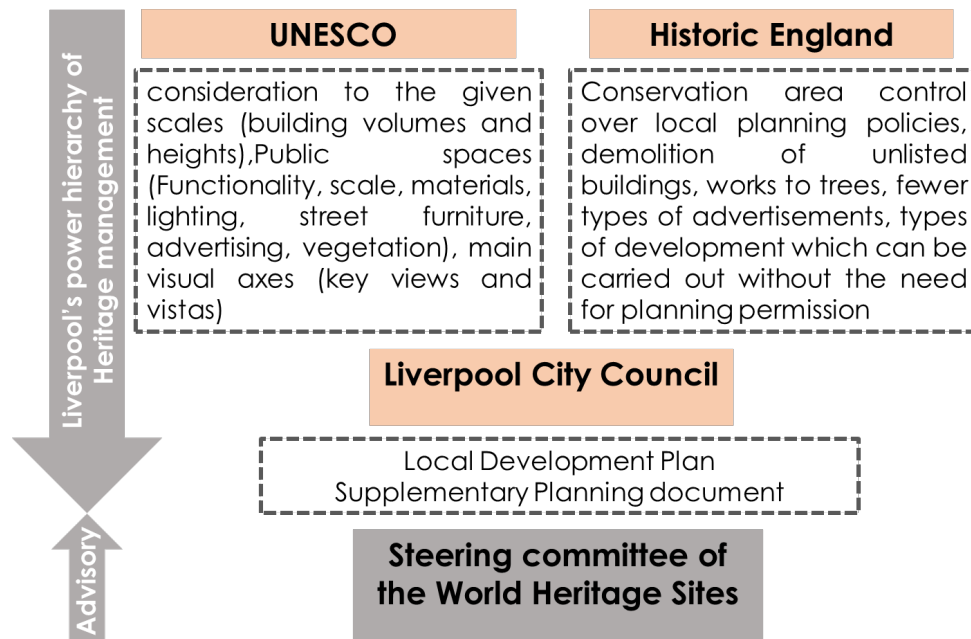 Liverpool's power hierarchy of
Heritage management
UNESCO
consideration to the given
scales (building volumes and
heights),Public spaces
(Functionality, scale, materials,
lighting, street furniture,
advertising, vegetation), main
visual axes (key views and
vistas)
Historic England
Conservation area control
over local planning policies,
demolition of unlisted
buildings, works to trees, fewer
types of advertisements, types
of development which can be
carried out without the need
for planning permission
Liverpool City Council
Local Development Plan
Supplementary Planning document
Advisory
Steering committee of
the World Heritage Sites